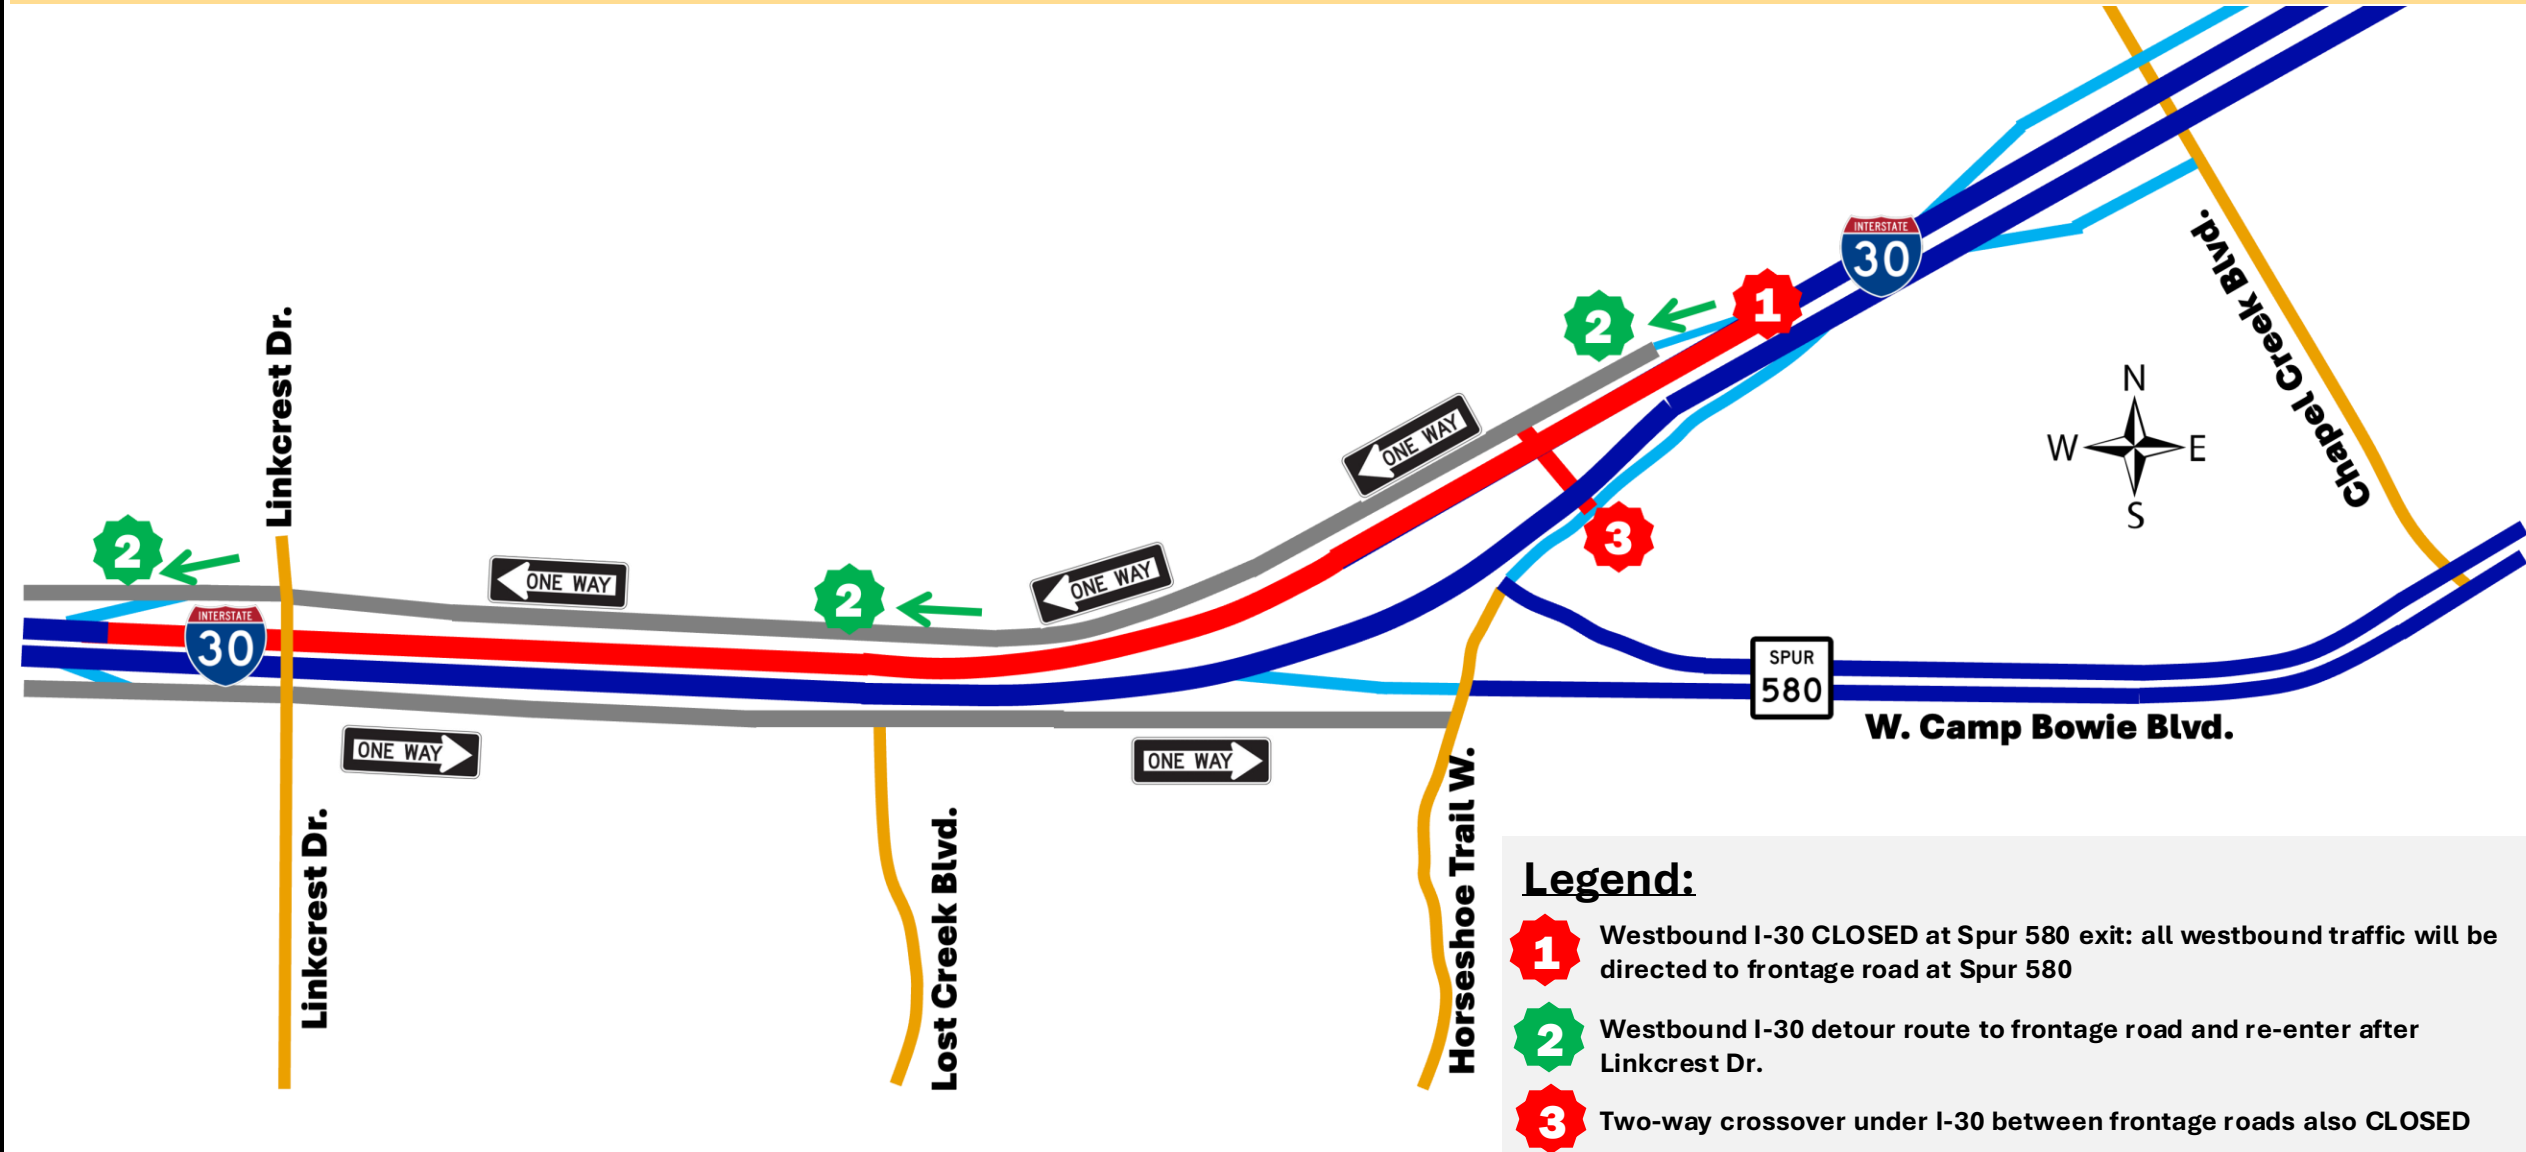 INTERSTATE
30
Chapel Creek Blvd.
1
2
ONE WAY
N
W
E
S
Linkcrest Dr.
2
ONE WAY
2
ONE WAY
3
INTERSTATE
30
SPUR
580
W. Camp Bowie Blvd.
ONE WAY
ONE WAY
Linkcrest Dr.
Lost Creek Blvd.
Horseshoe Trail W.
Legend:
1
Westbound I-30 CLOSED at Spur 580 exit: all westbound traffic will be
directed to frontage road at Spur 580
2
Westbound I-30 detour route to frontage road and re-enter after
Linkcrest Dr.
3
Two-way crossover under I-30 between frontage roads also CLOSED